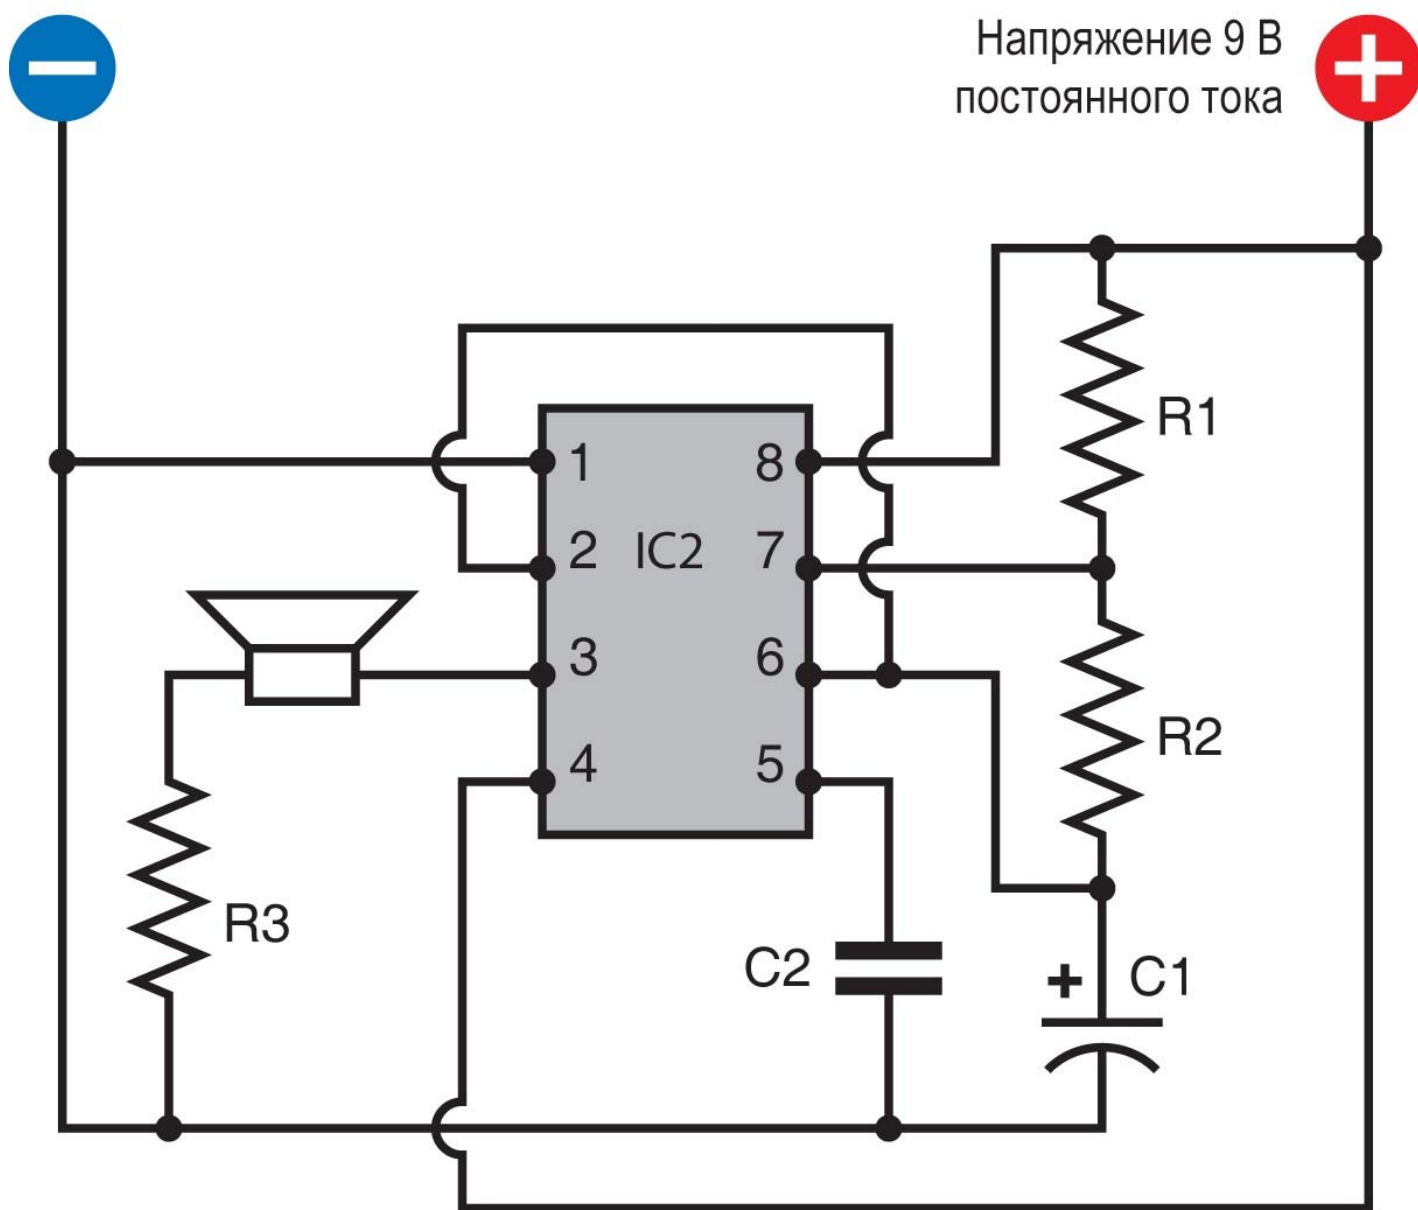 Напряжение 9 В
постоянного тока
R1
1
8
2
IC2
7
3
6
4
5
R2
R3
C2
+ C1